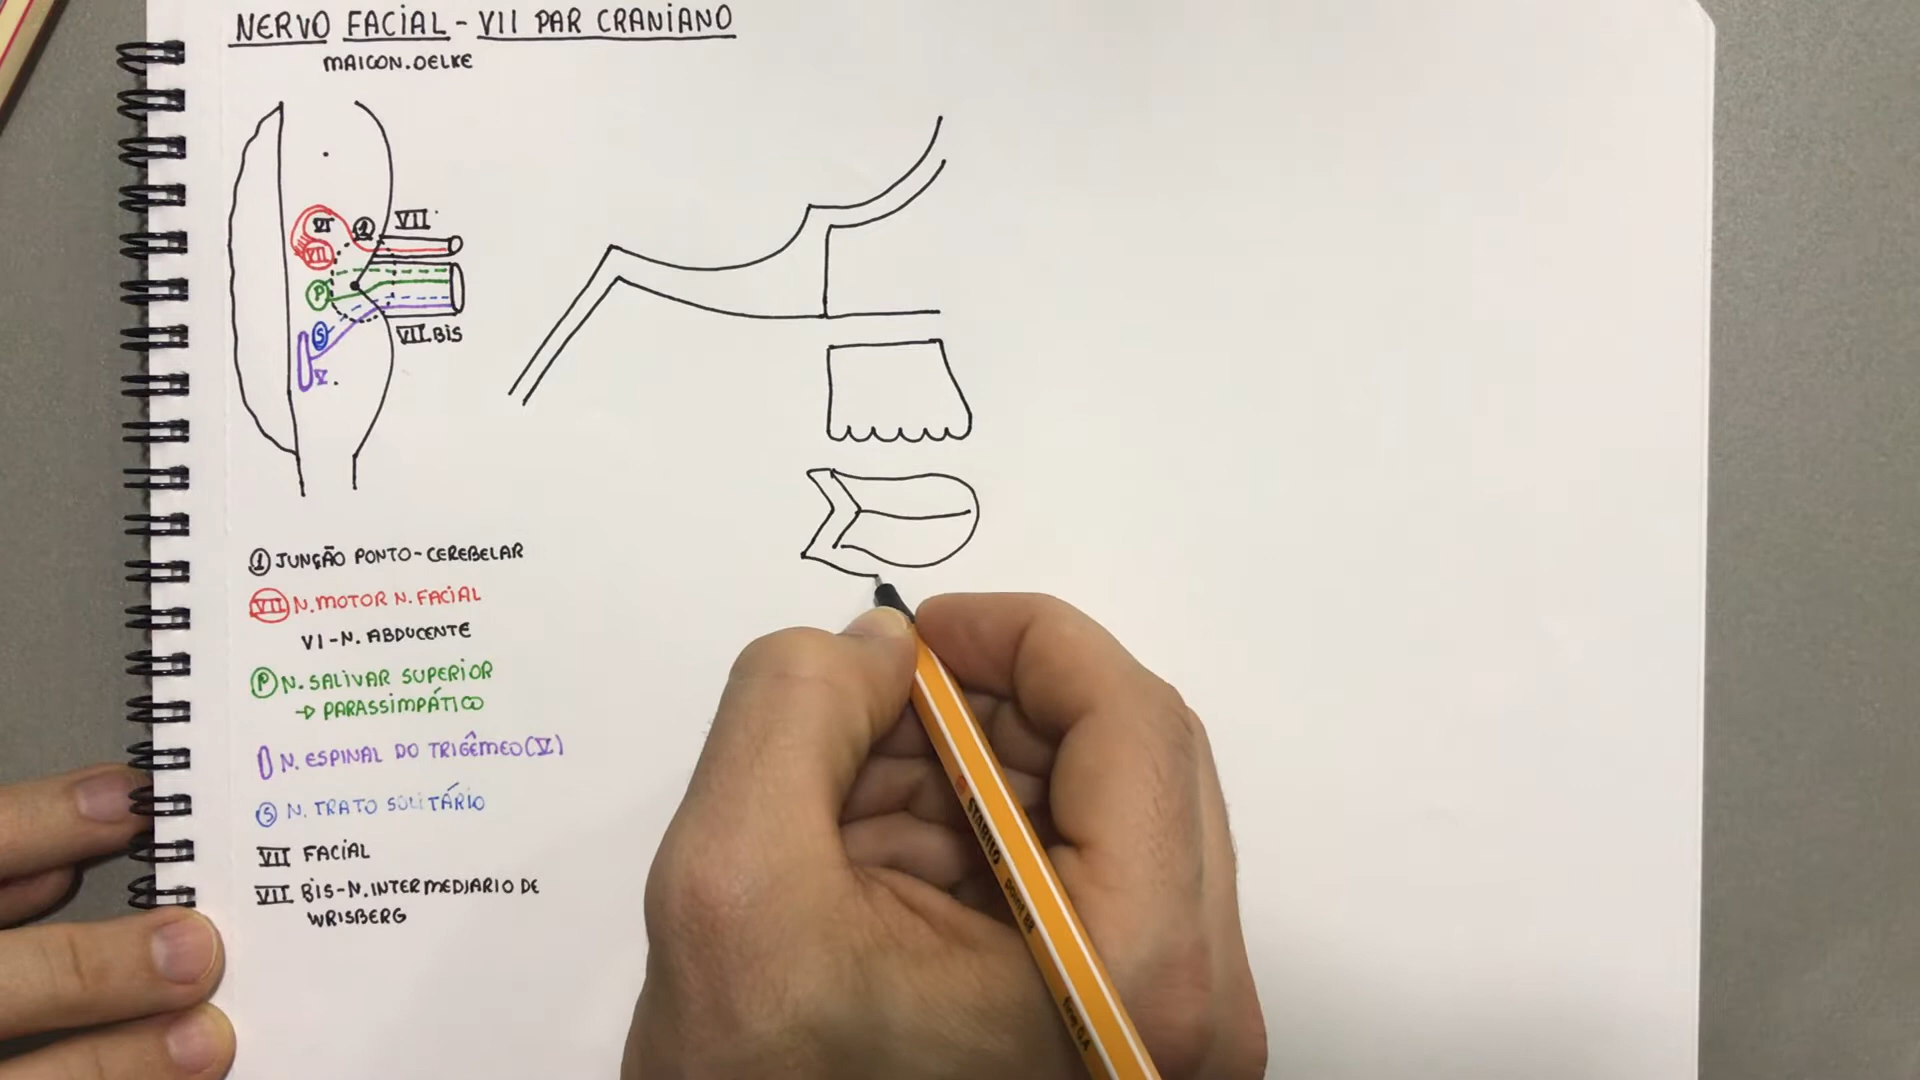 NERVO FACIAL - VII PAR CRANIANO
MAICON.OELKE
VI
1
VII
VII
P
S
VII.BIS
V
1 JUNÇÃO PONTO-CEREBELAR
VII N. MOTOR N. FACIAL
VI - N. ABDUCENTE
P N. SALIVAR SUPERIOR
→ PARASSIMPÁTICO
N. ESPINAL DO TRIGÊMEO (V)
S N. TRATO SOLITÁRIO
VII FACIAL
VII BIS - N. INTERMEDIARIO DE
WRISBERG
STABILO point 88